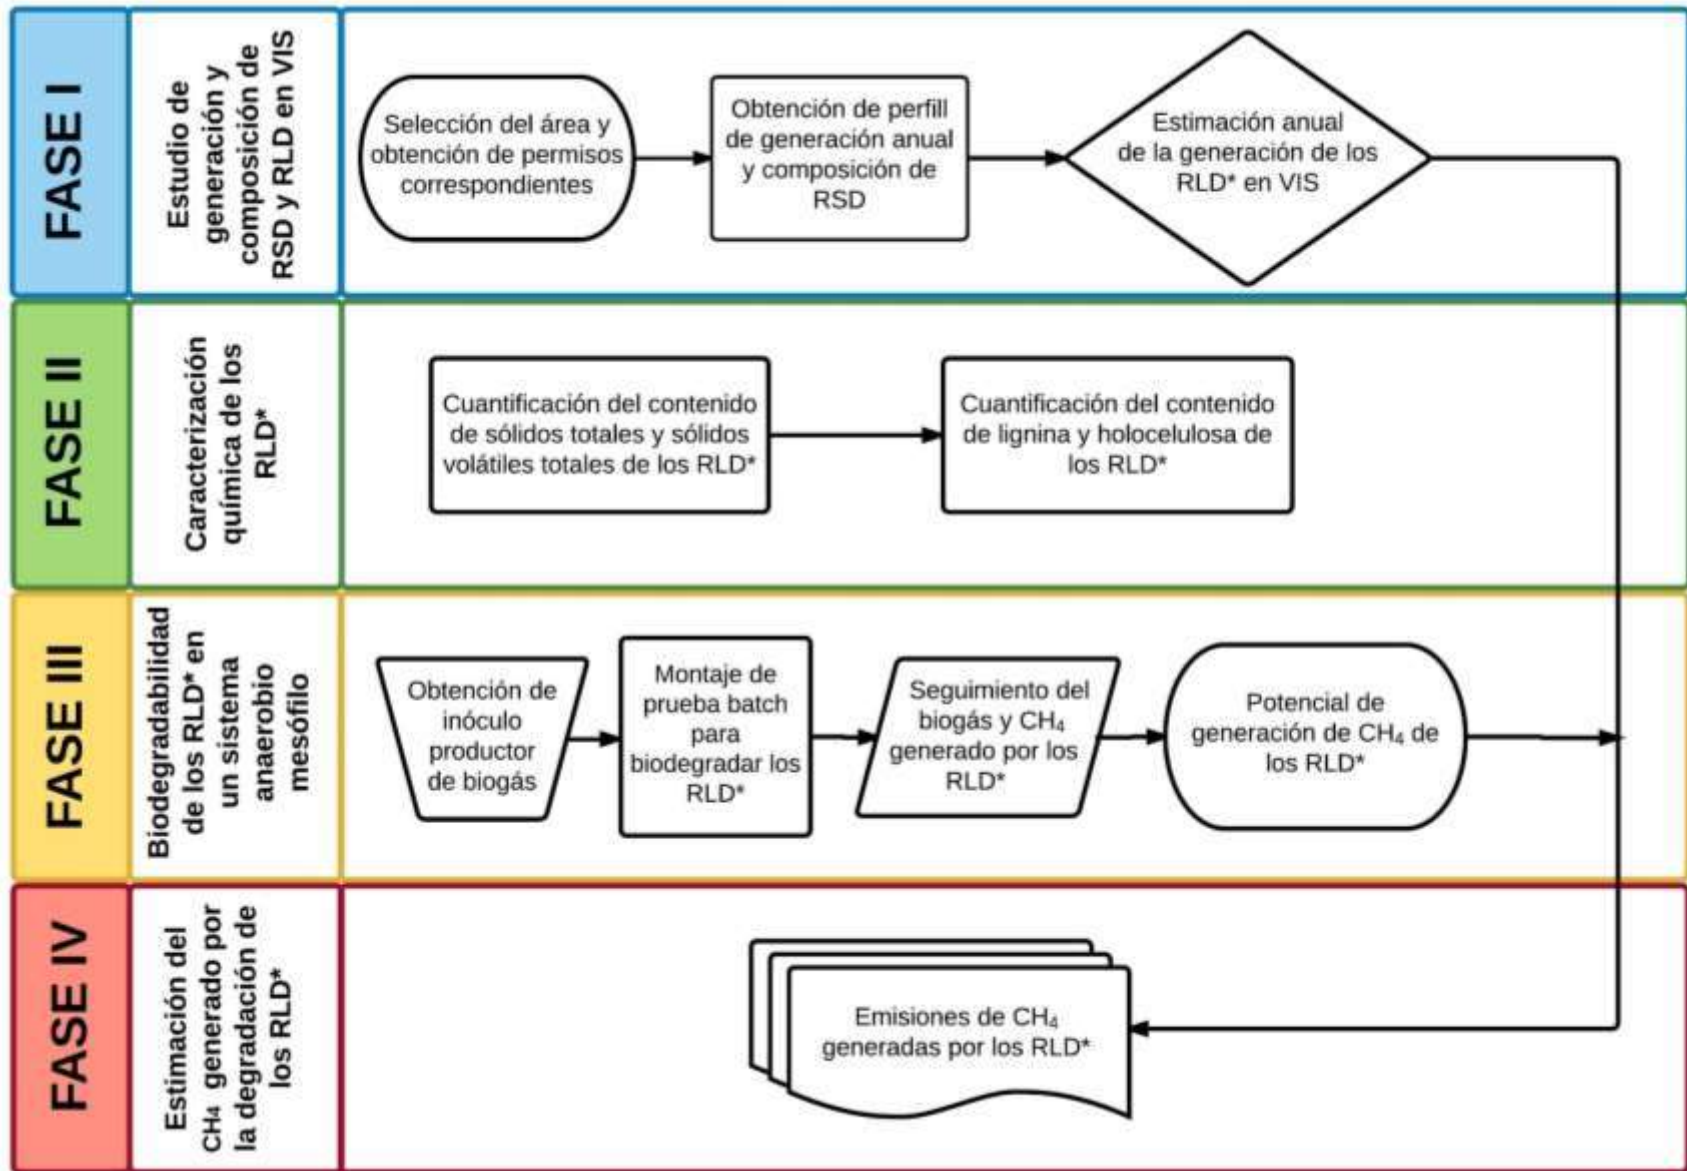 FASE I
Estudio de
generación y
composición de
RSD y RLD en VIS
Selección del área y
obtención de permisos
correspondientes
Obtención de perfill
de generación anual
y composición de
RSD
Estimación anual
de la generación de los
RLD* en VIS
FASE II
Caracterización
química de los
RLD*
Cuantificación del contenido
de sólidos totales y sólidos
volátiles totales de los RLD*
Cuantificación del contenido
de lignina y holocelulosa de
los RLD*
FASE III
Biodegradabilidad
de los RLD* en
un sistema
anaerobio
mesófilo
Obtención de
inóculo
productor
de biogás
Montaje de
prueba batch
para
biodegradar los
RLD*
Seguimiento del
biogás y CH₄
generado por los
RLD*
Potencial de
generación de CH₄ de
los RLD*
FASE IV
Estimación del
CH₄ generado por
la degradación de
los RLD*
Emisiones de CH₄
generadas por los RLD*